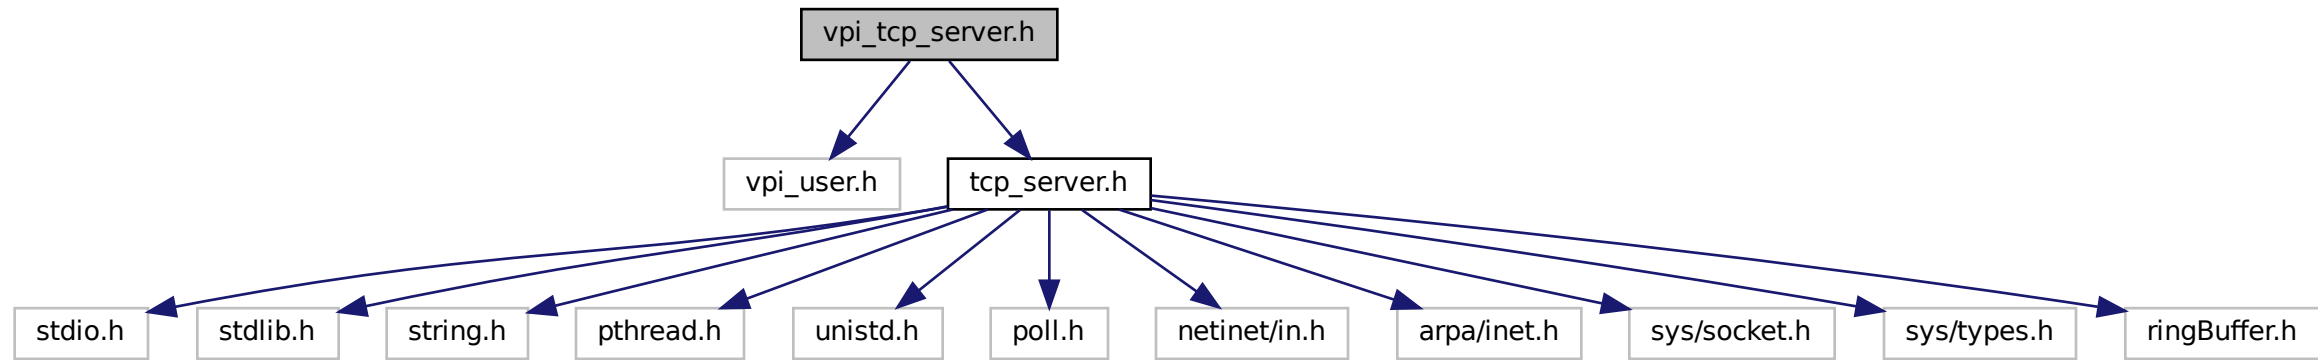 vpi_tcp_server.h
vpi_user.h
tcp_server.h
stdio.h
stdlib.h
string.h
pthread.h
unistd.h
poll.h
netinet/in.h
arpa/inet.h
sys/socket.h
sys/types.h
ringBuffer.h